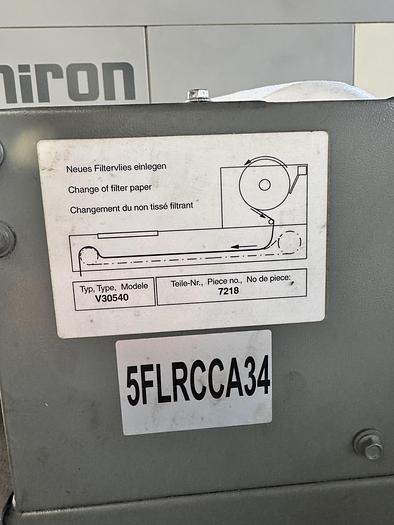 miron
Neues Filtervlies einlegen
Change of filter paper
Changement du non tissé filtrant
Typ, Type, Modele
V30540
Teile-Nr., Piece no., No de piece:
7218
5FLRCCA34